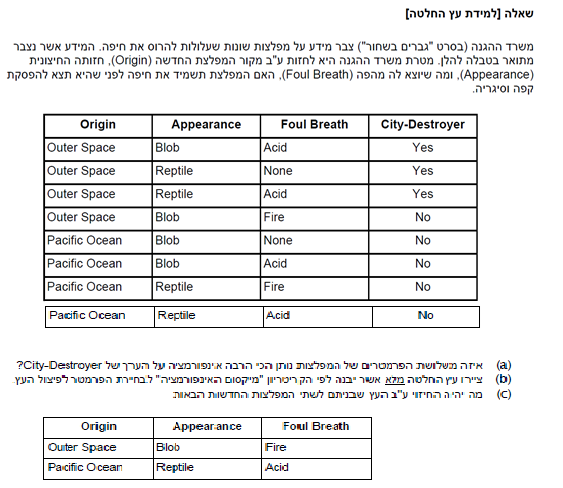 שאלה [למידת עץ החלטה]
משרד ההגנה (בסרט "גברים בשחור") צבר מידע על מפלצות שונות שעלולות להרוס את חיפה. המידע אשר נצבר
מתואר בטבלה להלן. מטרת משרד ההגנה היא לחזות ע"ב מקור המפלצת החדשה (Origin), חזותה החיצונית
(Appearance), ומה שיוצא לה מהפה (Foul Breath), האם המפלצת תשמיד את חיפה לפני שהיא תצא להפסקת
קפה וסיגריה.
Origin Appearance Foul Breath City-Destroyer
Outer Space Blob Acid Yes
Outer Space Reptile None Yes
Outer Space Reptile Acid Yes
Outer Space Blob Fire No
Pacific Ocean Blob None No
Pacific Ocean Blob Acid No
Pacific Ocean Reptile Fire No
Pacific Ocean Reptile Acid No
(a) איזה משלושת הפרמטרים של המפלצות נותן הכי הרבה אינפורמציה על הערך של City-Destroyer?
(b) ציירו עץ החלטה מלא אשר ייבנה לפי הקריטריון "מיקסום האינפורמציה" לבחירת הפרמטר לפיצול העץ.
(c) מה יהיה החיזוי ע"ב העץ שבניתם לשתי המפלצות החדשות הבאות:
Origin Appearance Foul Breath
Outer Space Blob Fire
Pacific Ocean Reptile Acid